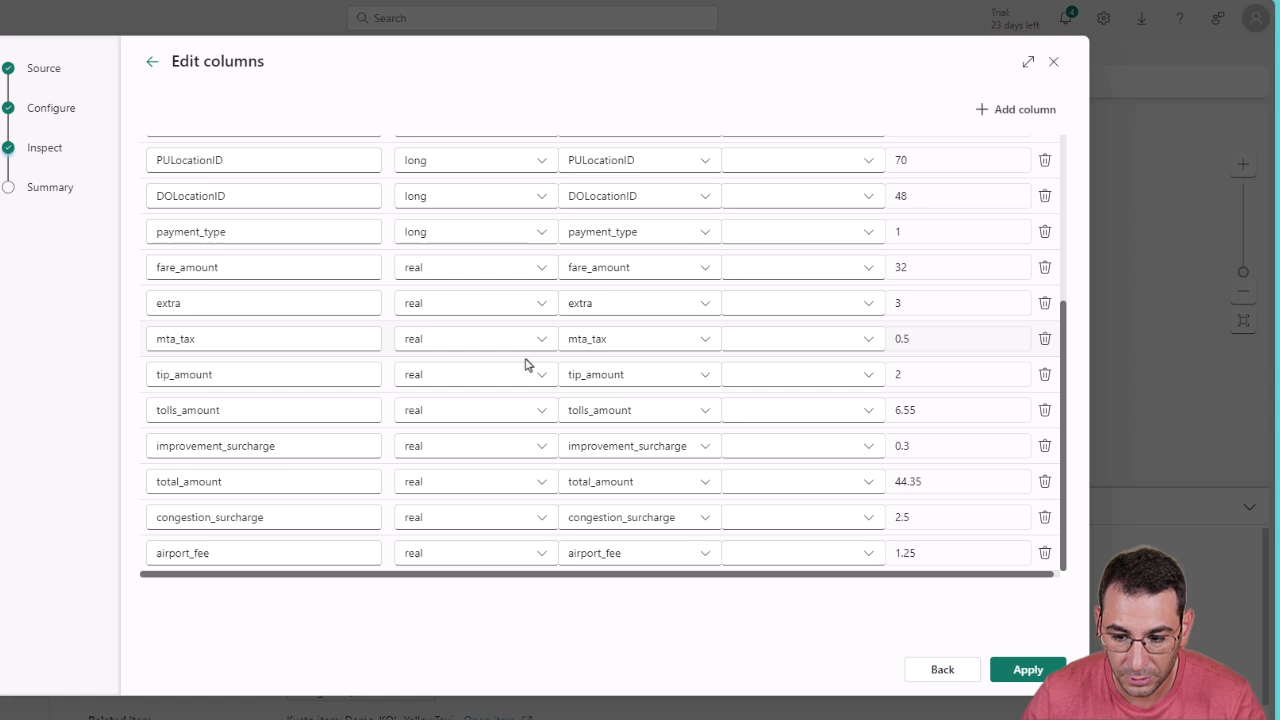 Search
Trial:
23 days left
4
Source
Configure
Inspect
Summary
Edit columns
Add column
PULocationID long PULocationID 70
DOLocationID long DOLocationID 48
payment_type long payment_type 1
fare_amount real fare_amount 32
extra real extra 3
mta_tax real mta_tax 0.5
tip_amount real tip_amount 2
tolls_amount real tolls_amount 6.55
improvement_surcharge real improvement_surcharge 0.3
total_amount real total_amount 44.35
congestion_surcharge real congestion_surcharge 2.5
airport_fee real airport_fee 1.25
Back
Apply